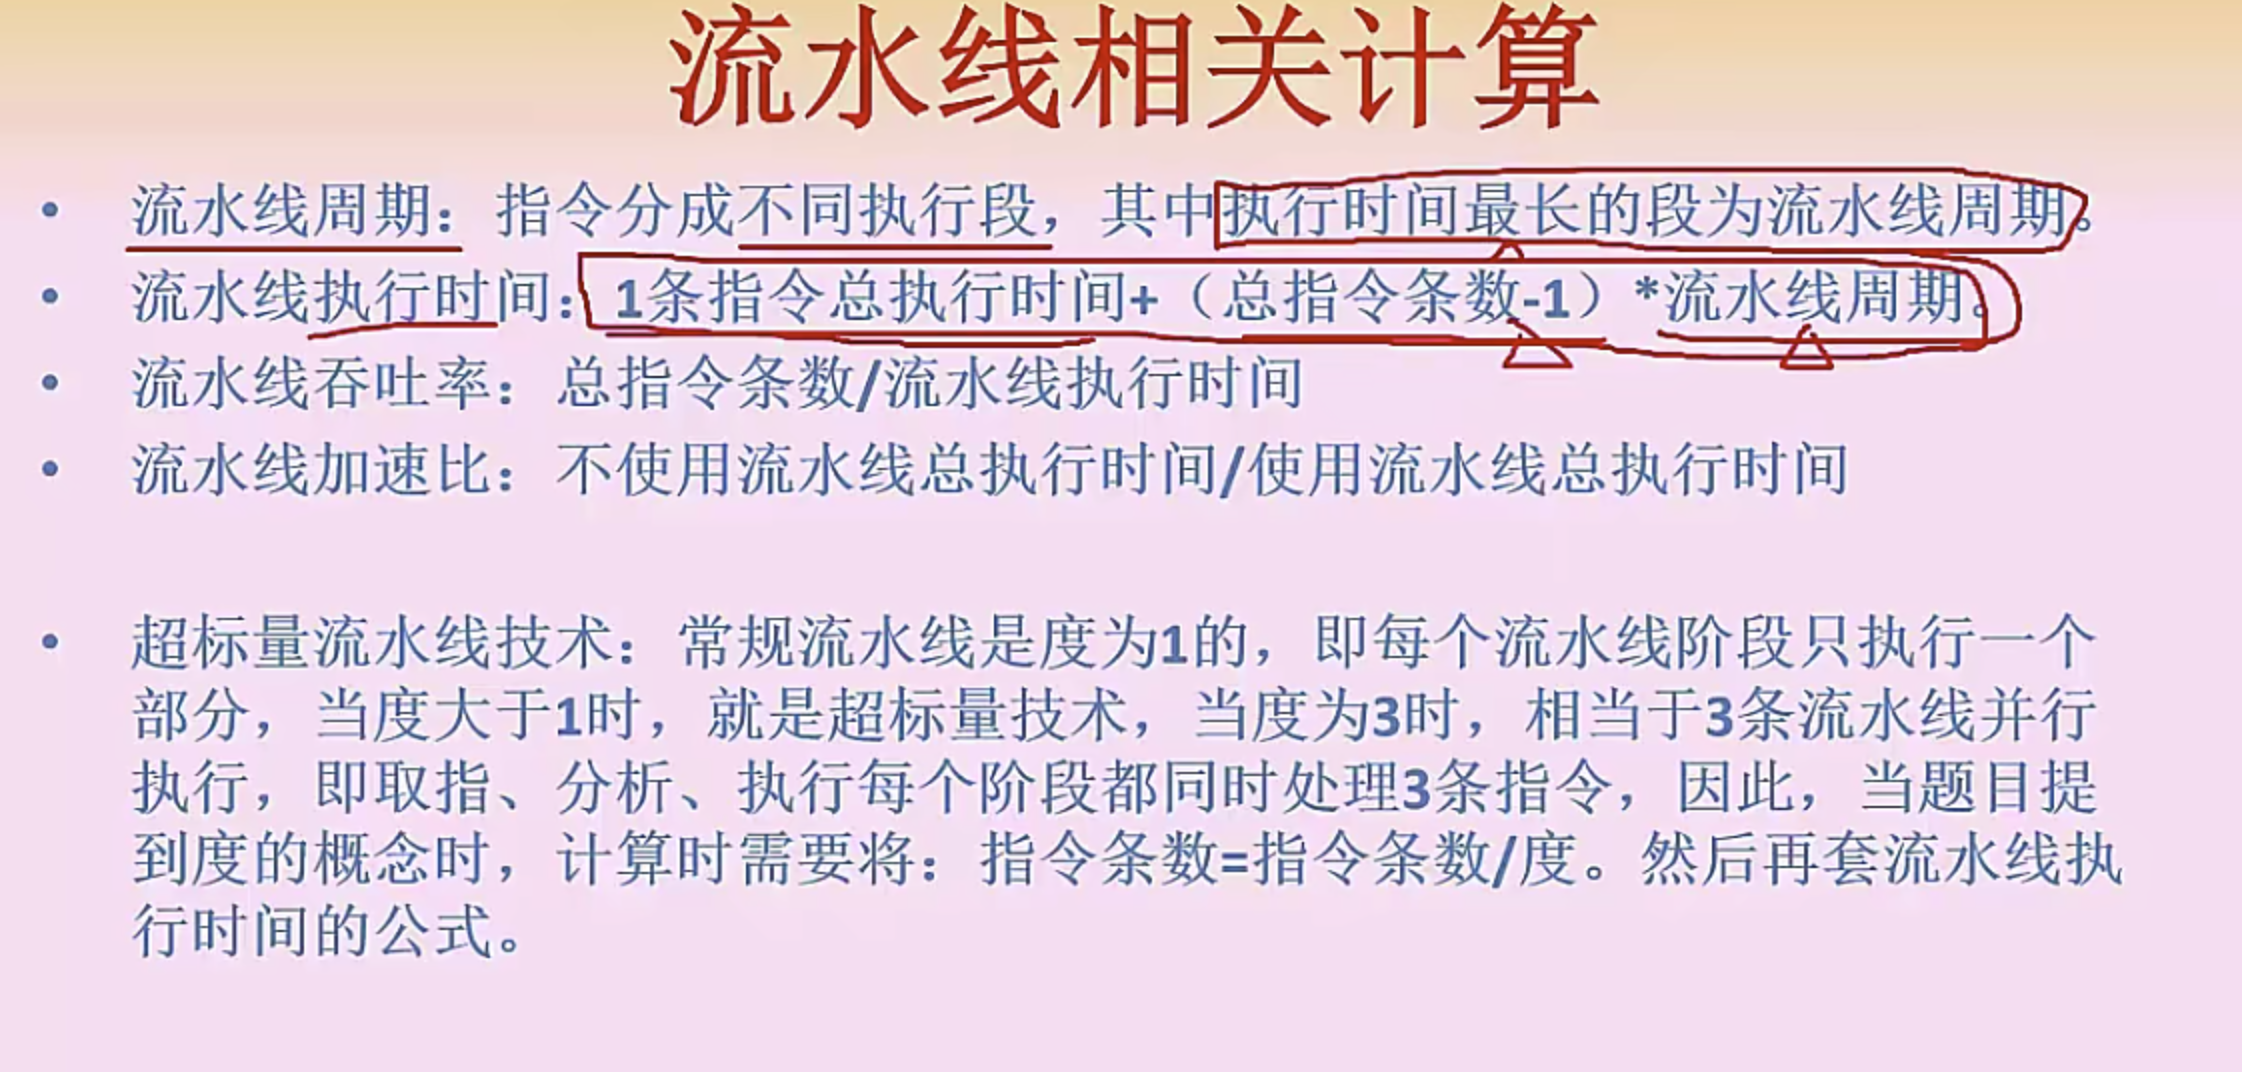 流水线相关计算
• 流水线周期：指令分成不同执行段，其中执行时间最长的段为流水线周期。
• 流水线执行时间：1条指令总执行时间+（总指令条数-1）*流水线周期。
• 流水线吞吐率：总指令条数/流水线执行时间
• 流水线加速比：不使用流水线总执行时间/使用流水线总执行时间
• 超标量流水线技术：常规流水线是度为1的，即每个流水线阶段只执行一个
部分，当度大于1时，就是超标量技术，当度为3时，相当于3条流水线并行
执行，即取指、分析、执行每个阶段都同时处理3条指令，因此，当题目提
到度的概念时，计算时需要将：指令条数=指令条数/度。然后再套流水线执
行时间的公式。